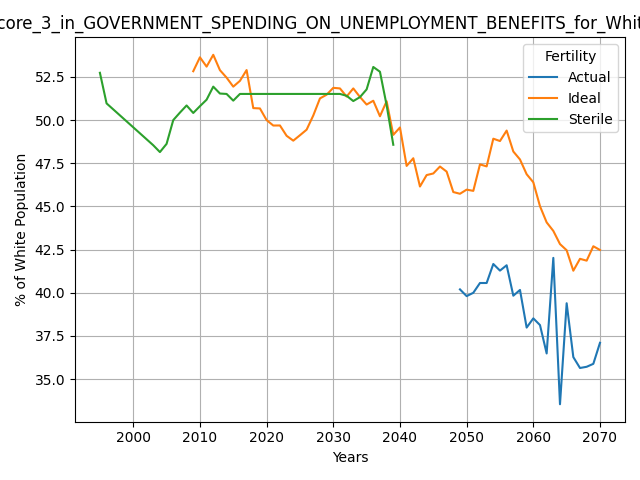 core_3_in_GOVERNMENT_SPENDING_ON_UNEMPLOYMENT_BENEFITS_for_Whit
Fertility
Actual
Ideal
Sterile
% of White Population
52.5
50.0
47.5
45.0
42.5
40.0
37.5
35.0
2000 2010 2020 2030 2040 2050 2060 2070
Years